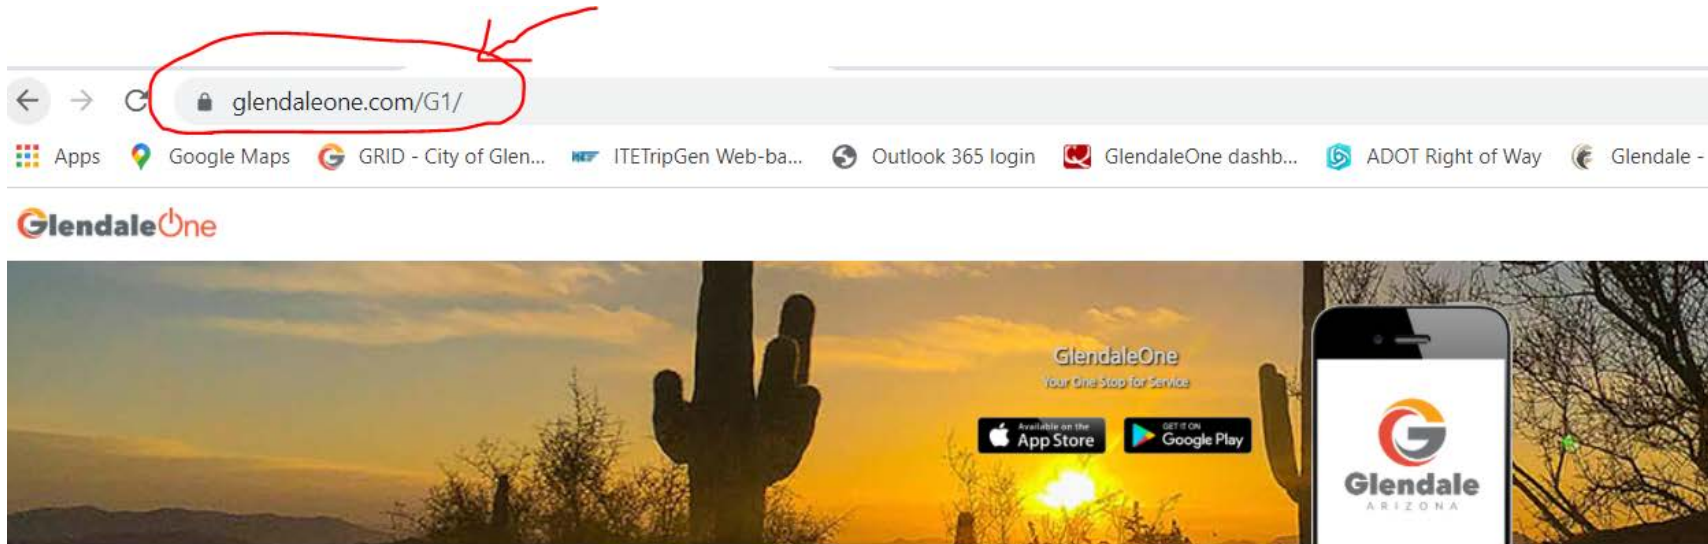 glendaleone.com/G1/
Apps Google Maps GRID - City of Glen... ITETripGen Web-ba... Outlook 365 login GlendaleOne dashb... ADOT Right of Way Glendale -
GlendaleOne
GlendaleOne
Your One Stop for Service
Available on the
App Store
GET IT ON
Google Play
Glendale
ARIZONA